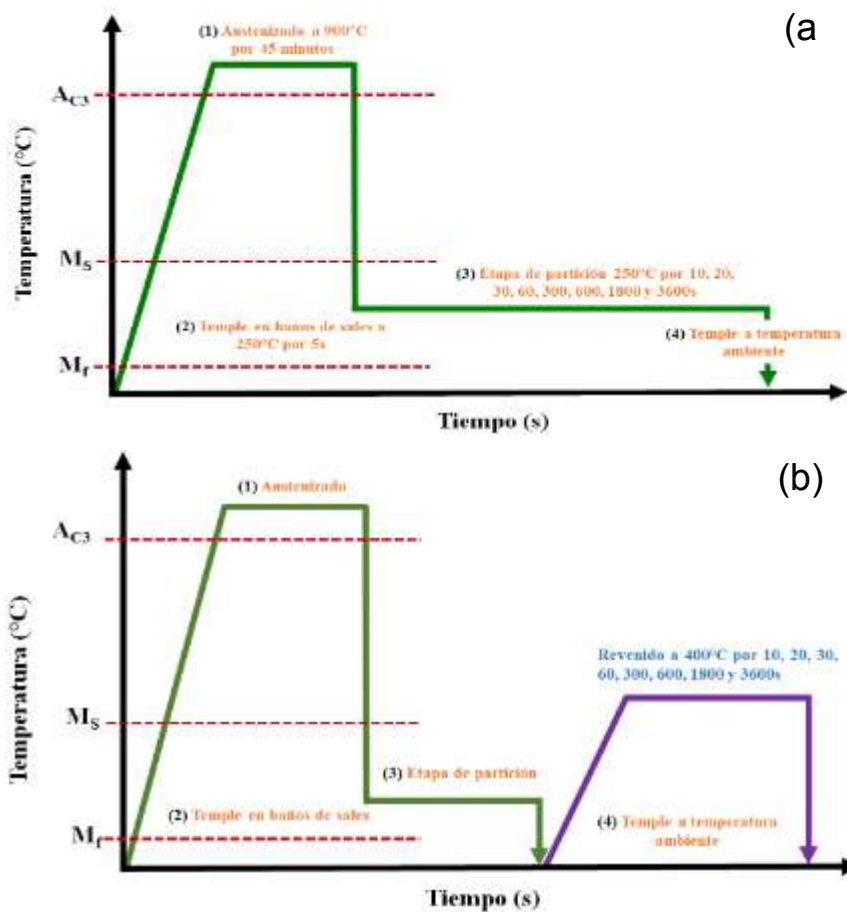 (a
(1) Austenizado a 900°C
por 45 minutos
AC3
Temperatura (°C)
MS
(3) Etapa de partición 250°C por 10, 20,
30, 60, 300, 600, 1800 y 3600s
(2) Temple en baños de sales a
250°C por 5s
(4) Temple a temperatura
ambiente
Mf
Tiempo (s)
(b)
(1) Austenizado
AC3
Temperatura (°C)
Revenido a 400°C por 10, 20, 30,
60, 300, 600, 1800 y 3600s
MS
(3) Etapa de partición
(2) Temple en baños de sales
(4) Temple a temperatura
ambiente
Mf
Tiempo (s)